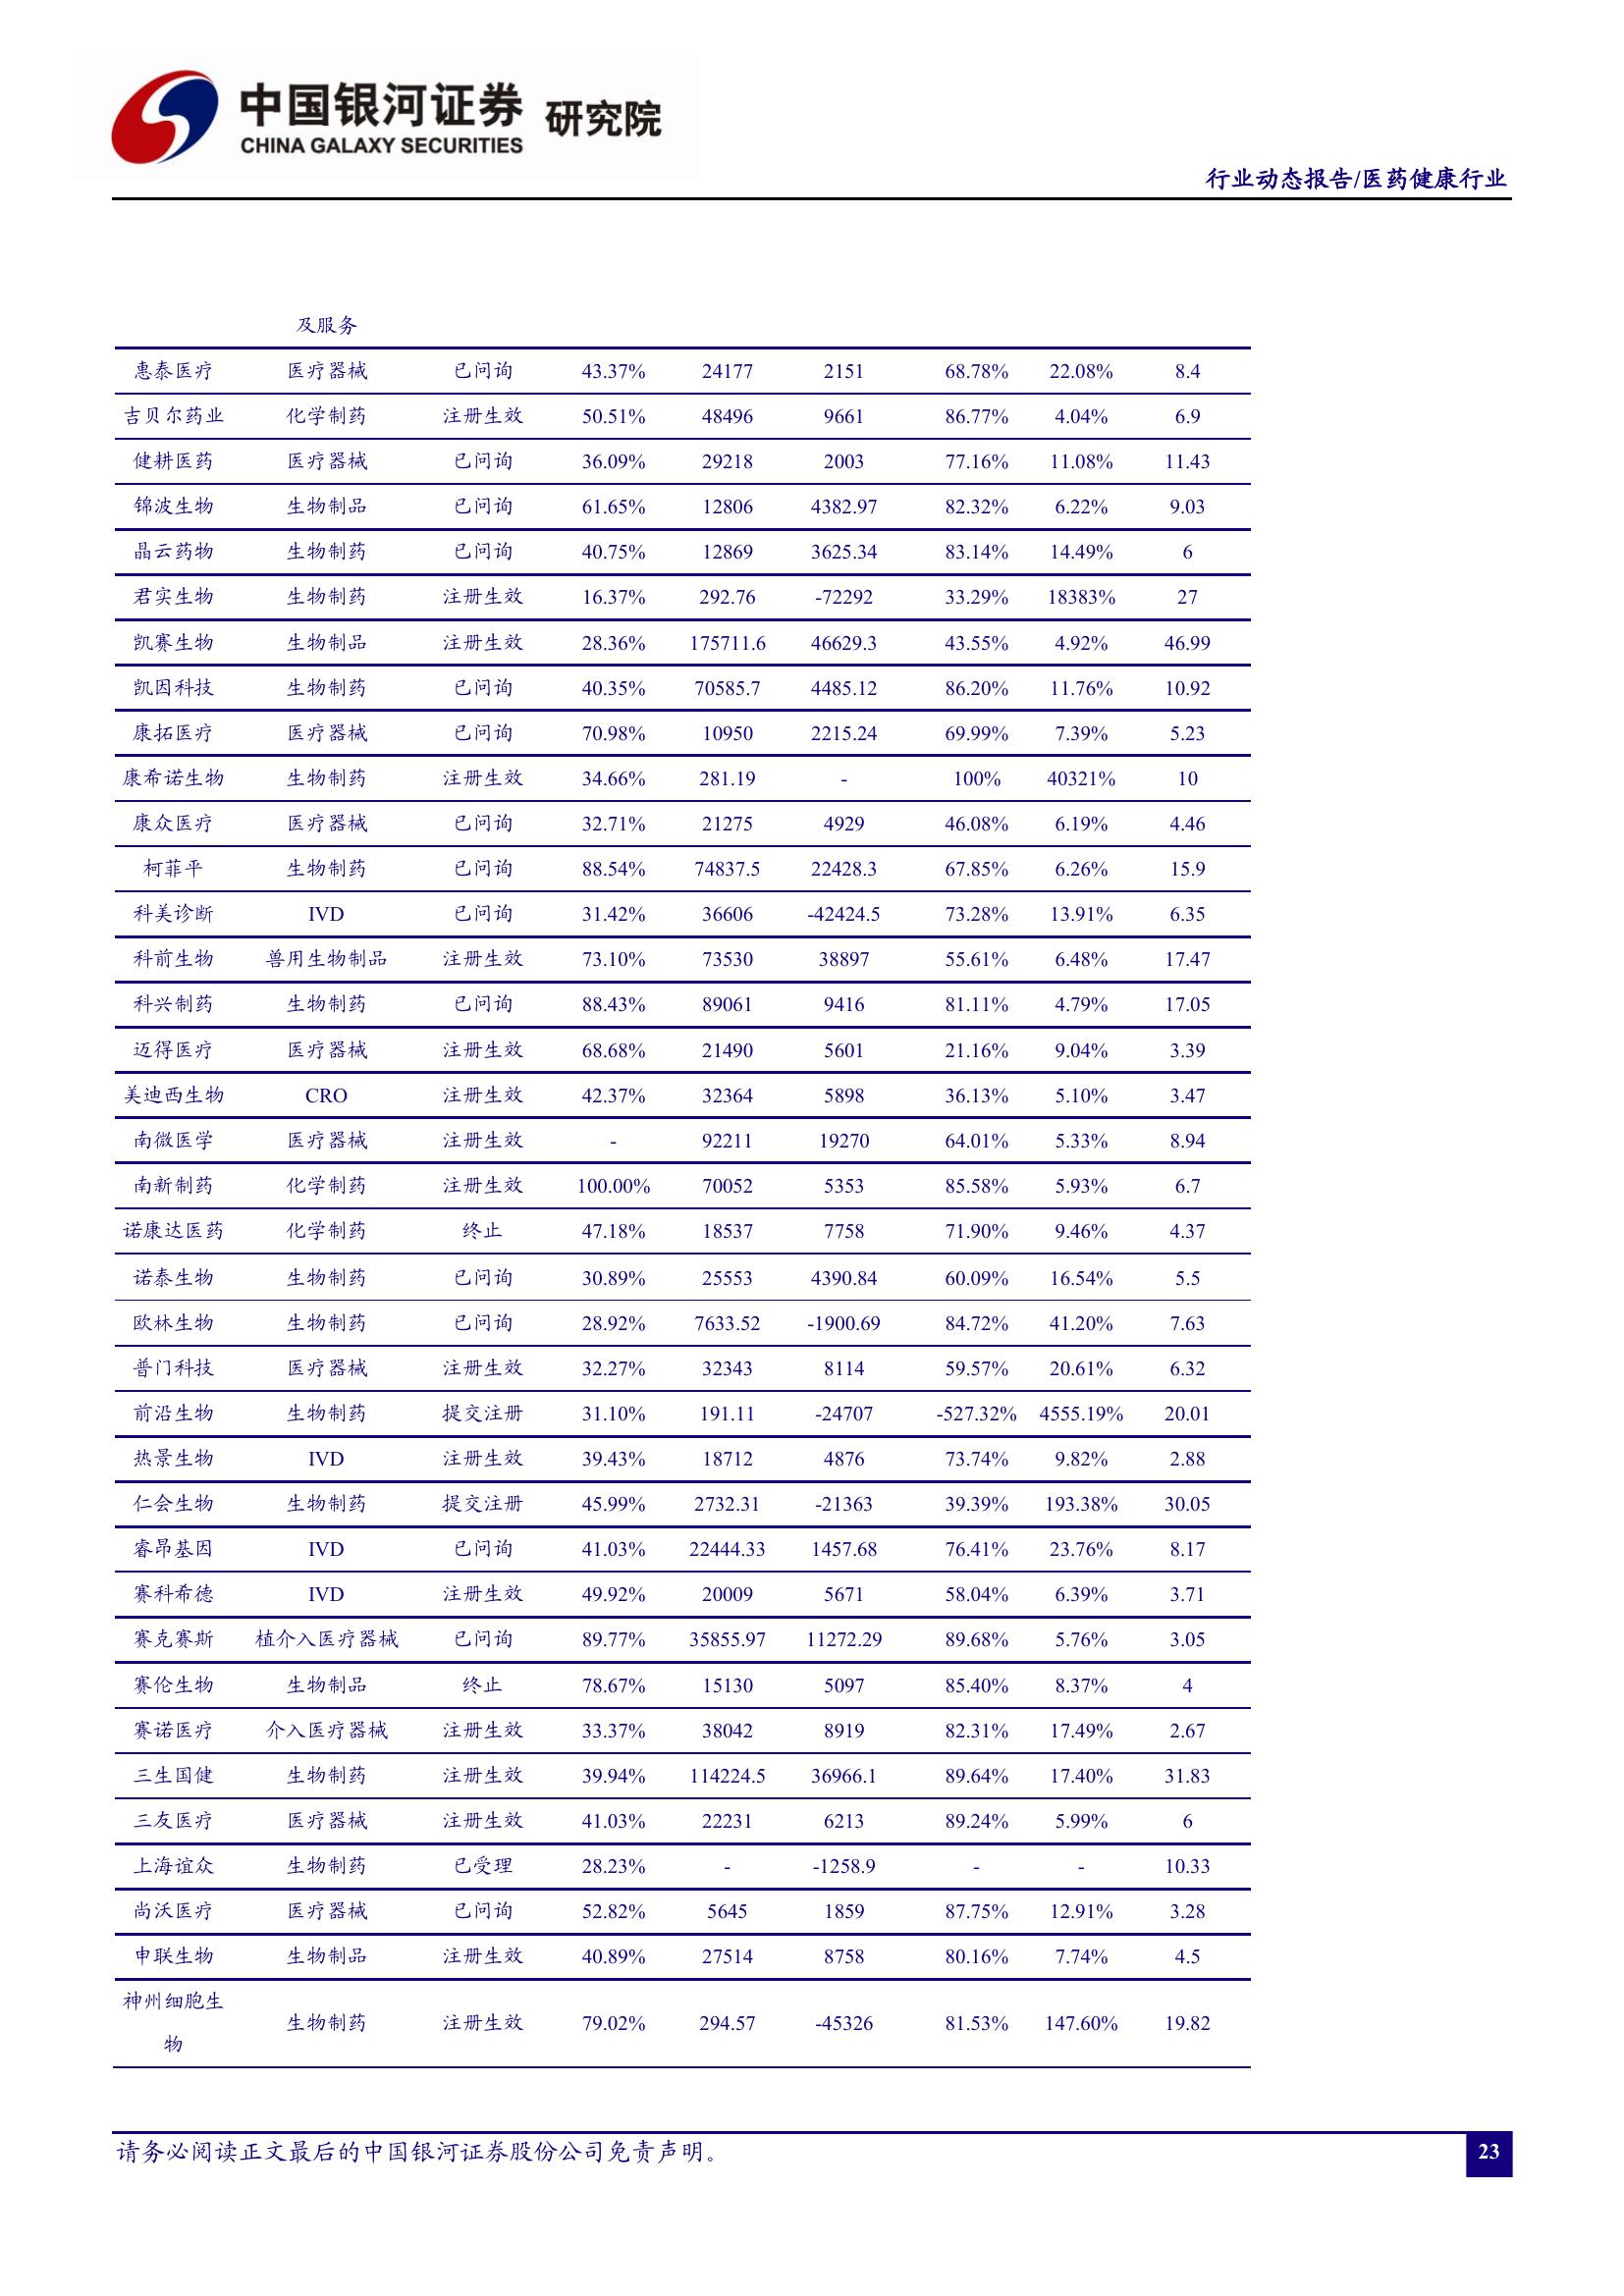 中国银河证券 研究院
CHINA GALAXY SECURITIES
行业动态报告/医药健康行业
及服务
惠泰医疗 医疗器械 已问询 43.37% 24177 2151 68.78% 22.08% 8.4
吉贝尔药业 化学制药 注册生效 50.51% 48496 9661 86.77% 4.04% 6.9
健耕医药 医疗器械 已问询 36.09% 29218 2003 77.16% 11.08% 11.43
锦波生物 生物制品 已问询 61.65% 12806 4382.97 82.32% 6.22% 9.03
晶云药物 生物制药 已问询 40.75% 12869 3625.34 83.14% 14.49% 6
君实生物 生物制药 注册生效 16.37% 292.76 -72292 33.29% 18383% 27
凯赛生物 生物制品 注册生效 28.36% 175711.6 46629.3 43.55% 4.92% 46.99
凯因科技 生物制药 已问询 40.35% 70585.7 4485.12 86.20% 11.76% 10.92
康拓医疗 医疗器械 已问询 70.98% 10950 2215.24 69.99% 7.39% 5.23
康希诺生物 生物制药 注册生效 34.66% 281.19 - 100% 40321% 10
康众医疗 医疗器械 已问询 32.71% 21275 4929 46.08% 6.19% 4.46
柯菲平 生物制药 已问询 88.54% 74837.5 22428.3 67.85% 6.26% 15.9
科美诊断 IVD 已问询 31.42% 36606 -42424.5 73.28% 13.91% 6.35
科前生物 兽用生物制品 注册生效 73.10% 73530 38897 55.61% 6.48% 17.47
科兴制药 生物制药 已问询 88.43% 89061 9416 81.11% 4.79% 17.05
迈得医疗 医疗器械 注册生效 68.68% 21490 5601 21.16% 9.04% 3.39
美迪西生物 CRO 注册生效 42.37% 32364 5898 36.13% 5.10% 3.47
南微医学 医疗器械 注册生效 - 92211 19270 64.01% 5.33% 8.94
南新制药 化学制药 注册生效 100.00% 70052 5353 85.58% 5.93% 6.7
诺康达医药 化学制药 终止 47.18% 18537 7758 71.90% 9.46% 4.37
诺泰生物 生物制药 已问询 30.89% 25553 4390.84 60.09% 16.54% 5.5
欧林生物 生物制药 已问询 28.92% 7633.52 -1900.69 84.72% 41.20% 7.63
普门科技 医疗器械 注册生效 32.27% 32343 8114 59.57% 20.61% 6.32
前沿生物 生物制药 提交注册 31.10% 191.11 -24707 -527.32% 4555.19% 20.01
热景生物 IVD 注册生效 39.43% 18712 4876 73.74% 9.82% 2.88
仁会生物 生物制药 提交注册 45.99% 2732.31 -21363 39.39% 193.38% 30.05
睿昂基因 IVD 已问询 41.03% 22444.33 1457.68 76.41% 23.76% 8.17
赛科希德 IVD 注册生效 49.92% 20009 5671 58.04% 6.39% 3.71
赛克赛斯 植介入医疗器械 已问询 89.77% 35855.97 11272.29 89.68% 5.76% 3.05
赛伦生物 生物制品 终止 78.67% 15130 5097 85.40% 8.37% 4
赛诺医疗 介入医疗器械 注册生效 33.37% 38042 8919 82.31% 17.49% 2.67
三生国健 生物制药 注册生效 39.94% 114224.5 36966.1 89.64% 17.40% 31.83
三友医疗 医疗器械 注册生效 41.03% 22231 6213 89.24% 5.99% 6
上海谊众 生物制药 已受理 28.23% - -1258.9 - - 10.33
尚沃医疗 医疗器械 已问询 52.82% 5645 1859 87.75% 12.91% 3.28
申联生物 生物制品 注册生效 40.89% 27514 8758 80.16% 7.74% 4.5
神州细胞生
物 生物制药 注册生效 79.02% 294.57 -45326 81.53% 147.60% 19.82
请务必阅读正文最后的中国银河证券股份公司免责声明。
23